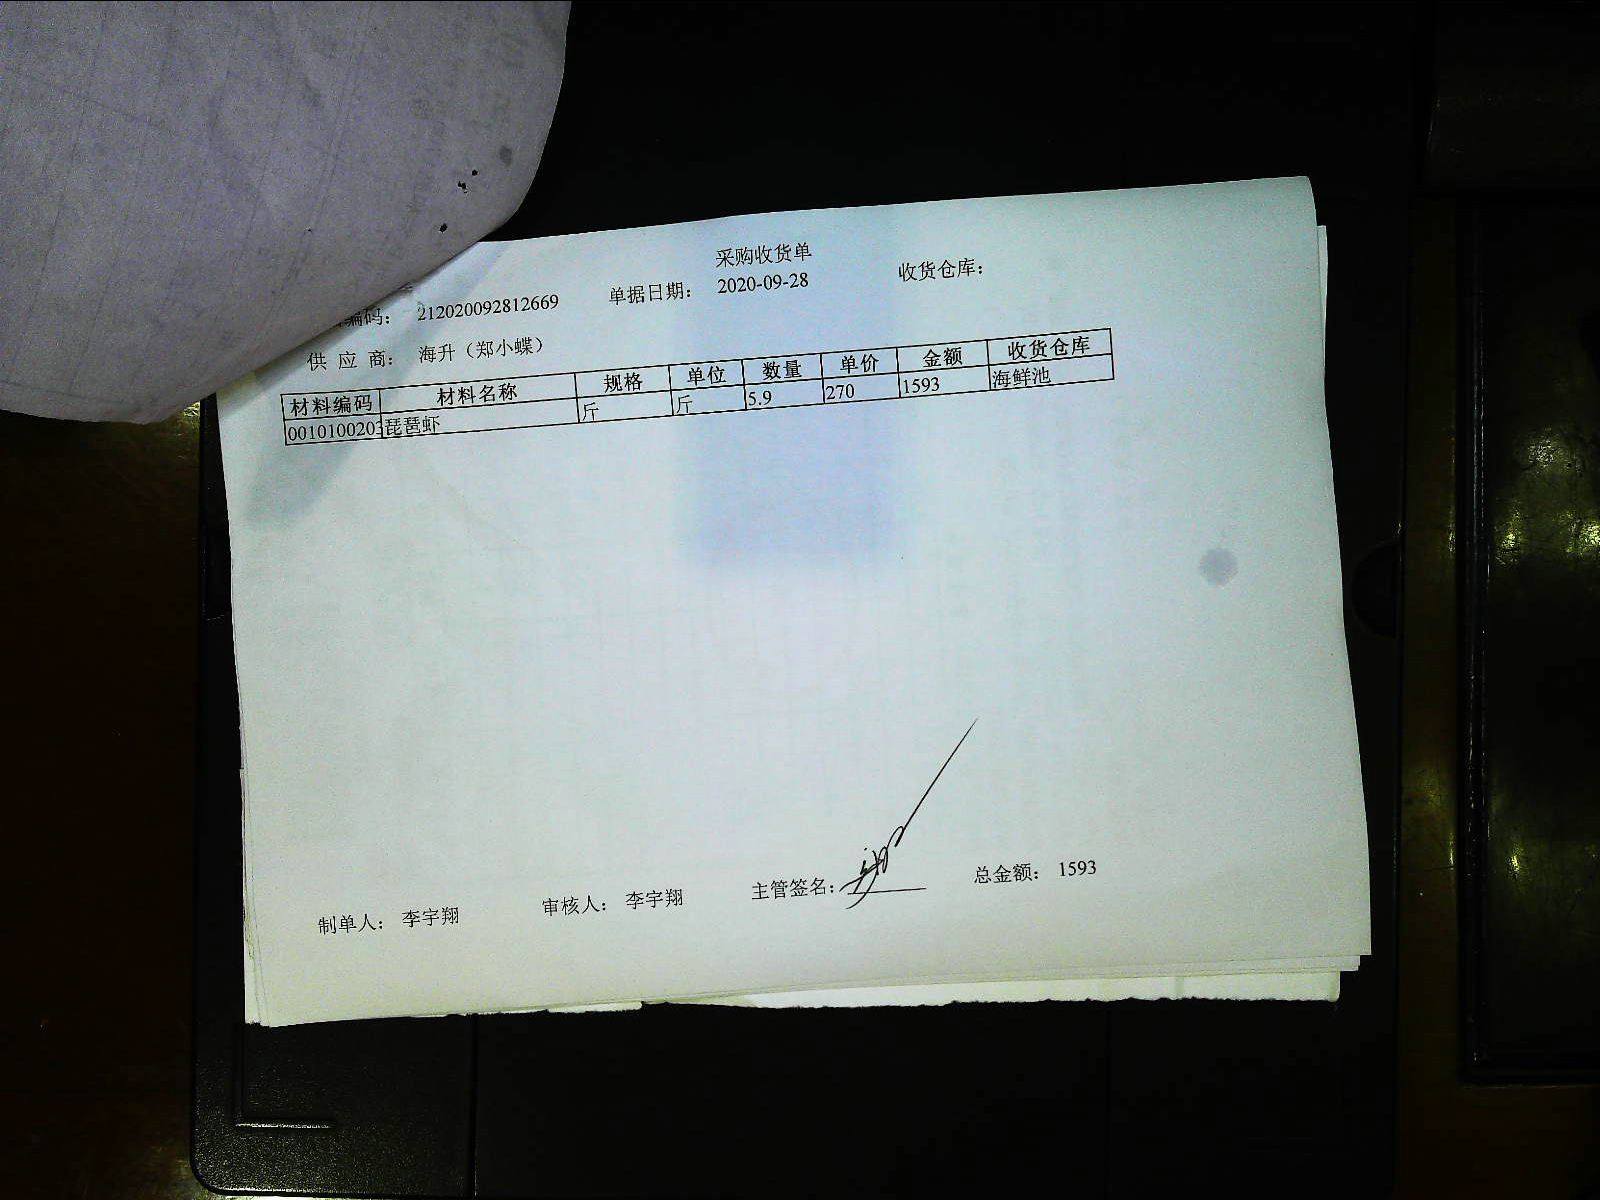 采购收货单
编码： 212020092812669 单据日期： 2020-09-28 收货仓库：
供 应 商： 海升（郑小蝶）
材料编码 材料名称 规格 单位 数量 单价 金额 收货仓库
001010020 琵琶虾 斤 斤 5.9 270 1593 海鲜池
制单人： 李宇翔 审核人： 李宇翔 主管签名： 总金额： 1593